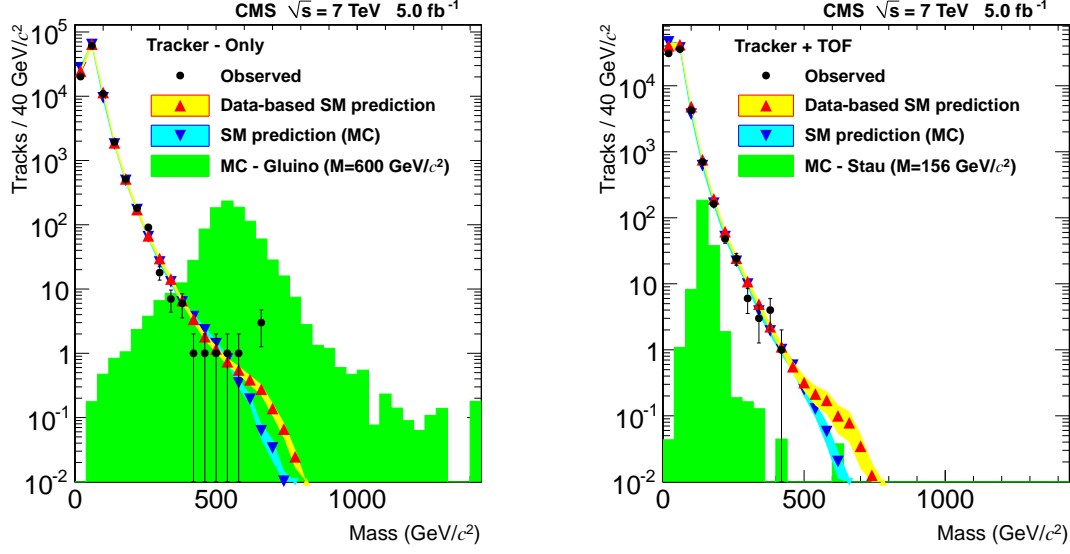 CMS √s = 7 TeV 5.0 fb⁻¹
Tracks / 40 GeV/c²
10⁵
10⁴
10³
10²
10
1
10⁻¹
10⁻²
Tracker - Only
Observed
Data-based SM prediction
SM prediction (MC)
MC - Gluino (M=600 GeV/c²)
0
500
1000
Mass (GeV/c²)
CMS √s = 7 TeV 5.0 fb⁻¹
Tracks / 40 GeV/c²
10⁴
10³
10²
10
1
10⁻¹
10⁻²
Tracker + TOF
Observed
Data-based SM prediction
SM prediction (MC)
MC - Stau (M=156 GeV/c²)
0
500
1000
Mass (GeV/c²)